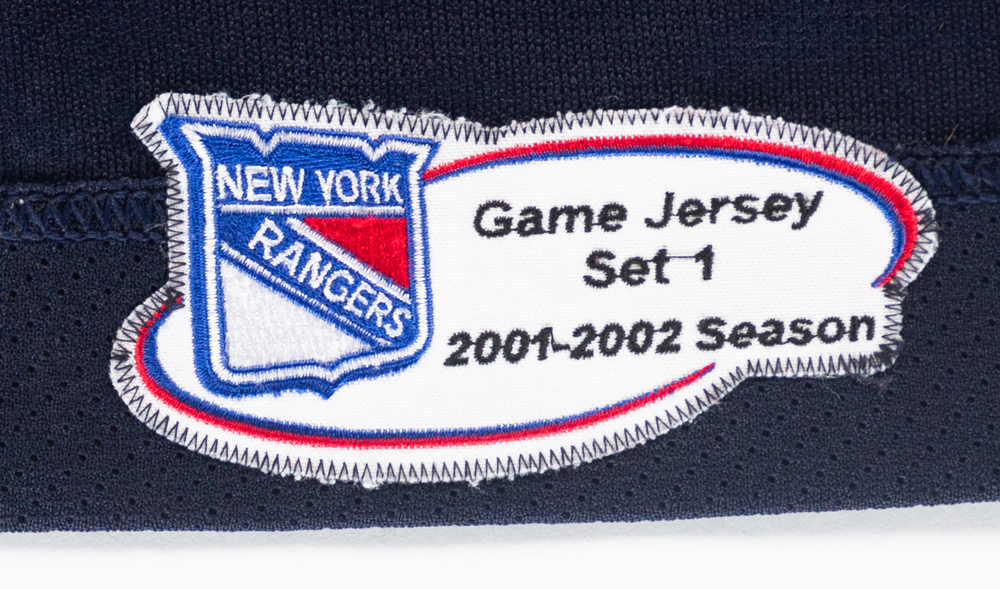 NEW YORK
RANGERS
Game Jersey
Set 1
2001-2002 Season